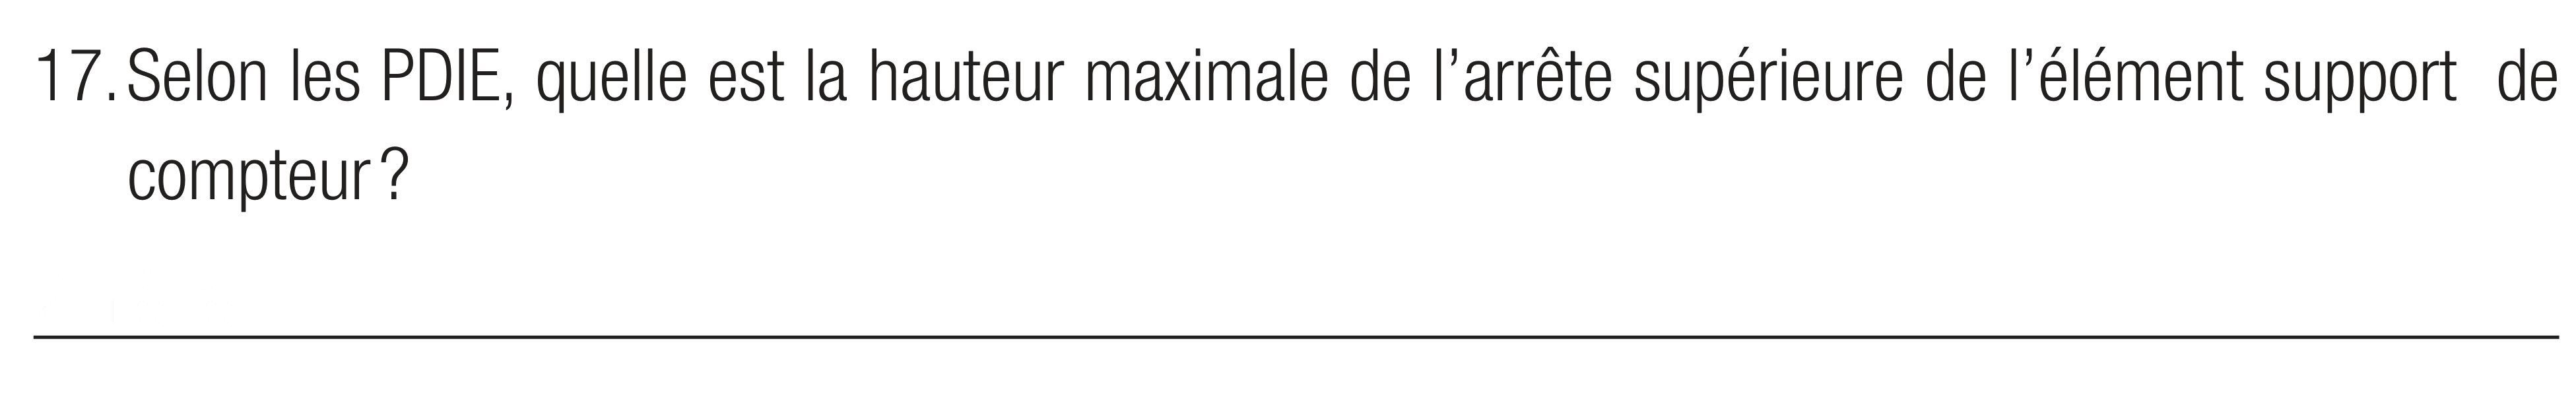 17. Selon les PDIE, quelle est la hauteur maximale de l’arrête supérieure de l’élément support de
compteur ?